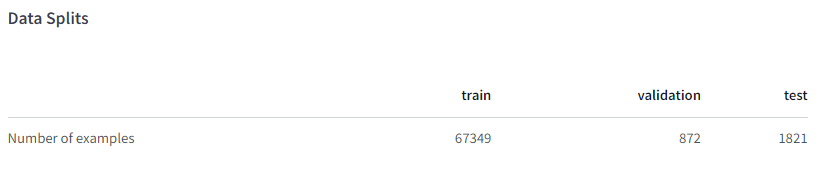 Data Splits
train validation test
Number of examples 67349 872 1821